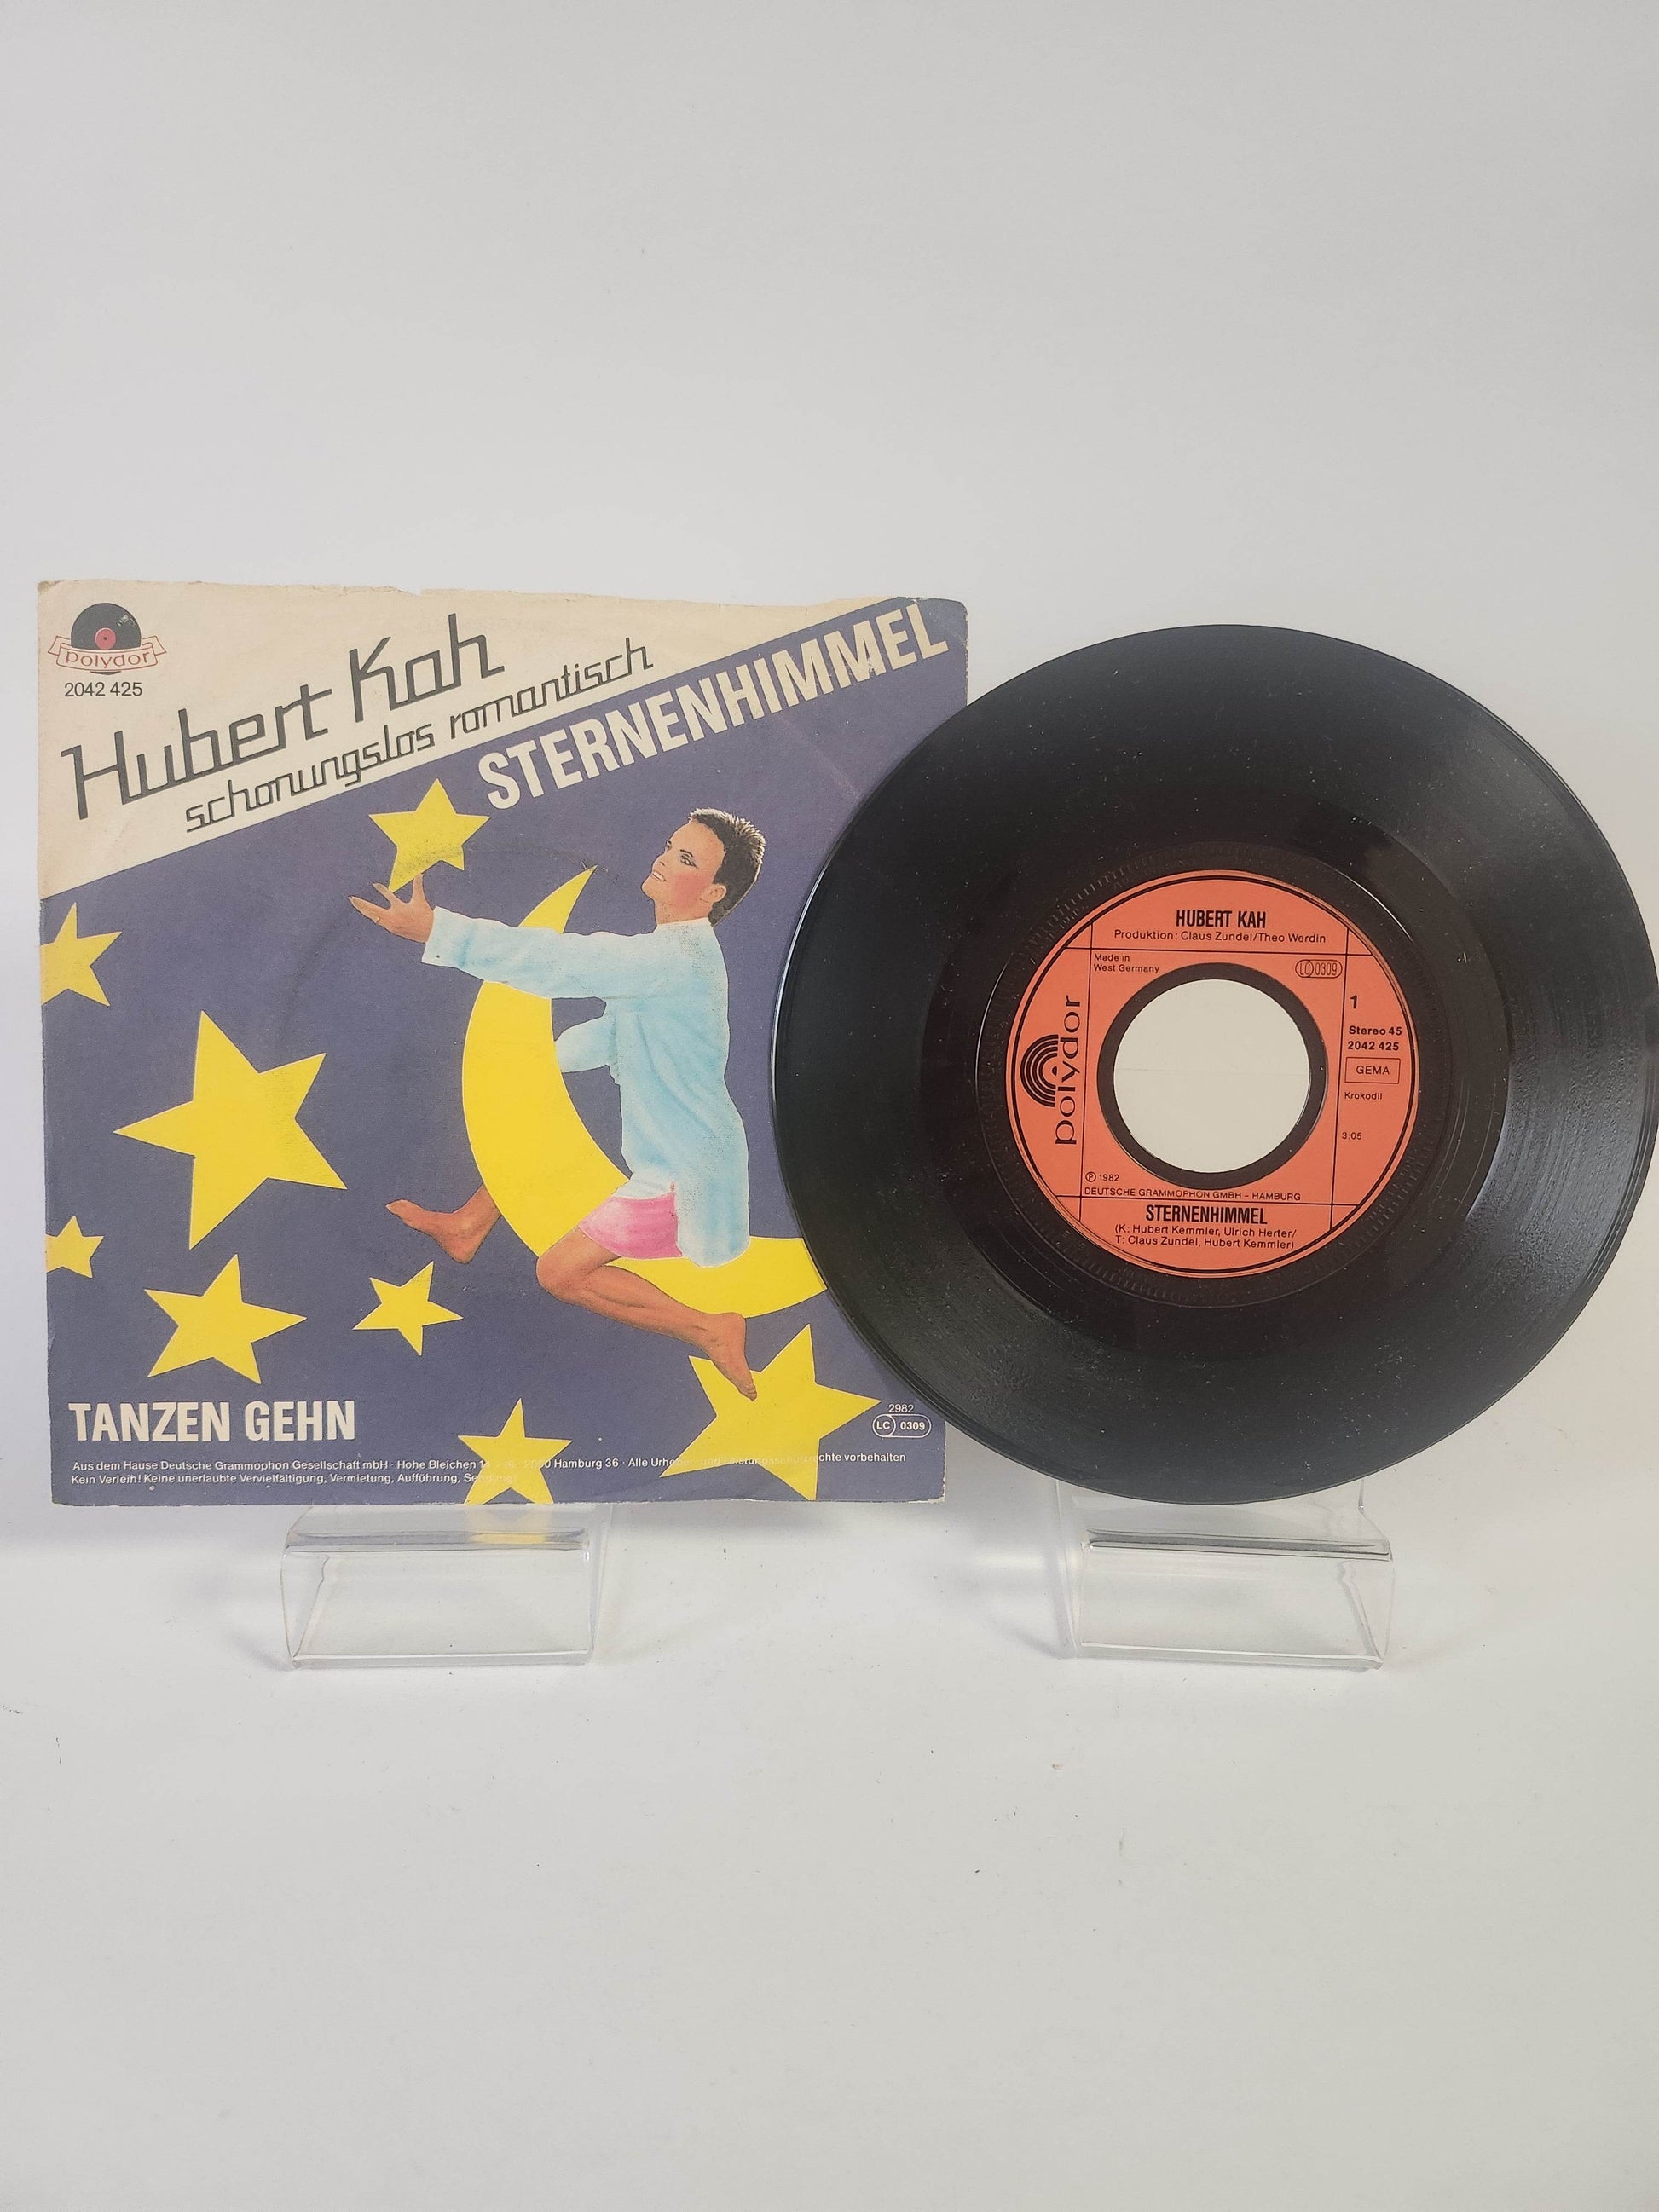 polydor
2042 425
Hubert Kah
schonungslos romantisch
STERNENHIMMEL
TANZEN GEHN
2982
LC 0309
Aus dem Hause Deutsche Grammophon Gesellschaft mbH · Hohe Bleichen Hamburg 36 · Alle vorbehalten
Kein Verleih! Keine unerlaubte Vervielfältigung, Vermietung, Aufführung,
HUBERT KAH
Produktion: Claus Zundel/Theo Werdin
Made in
West Germany
LC 0309
polydor
1
Stereo 45
2042 425
GEMA
Krokodil
3:05
℗ 1982
DEUTSCHE GRAMMOPHON GMBH - HAMBURG
STERNENHIMMEL
(K: Hubert Kemmler, Ulrich Herter/
T: Claus Zundel, Hubert Kemmler)